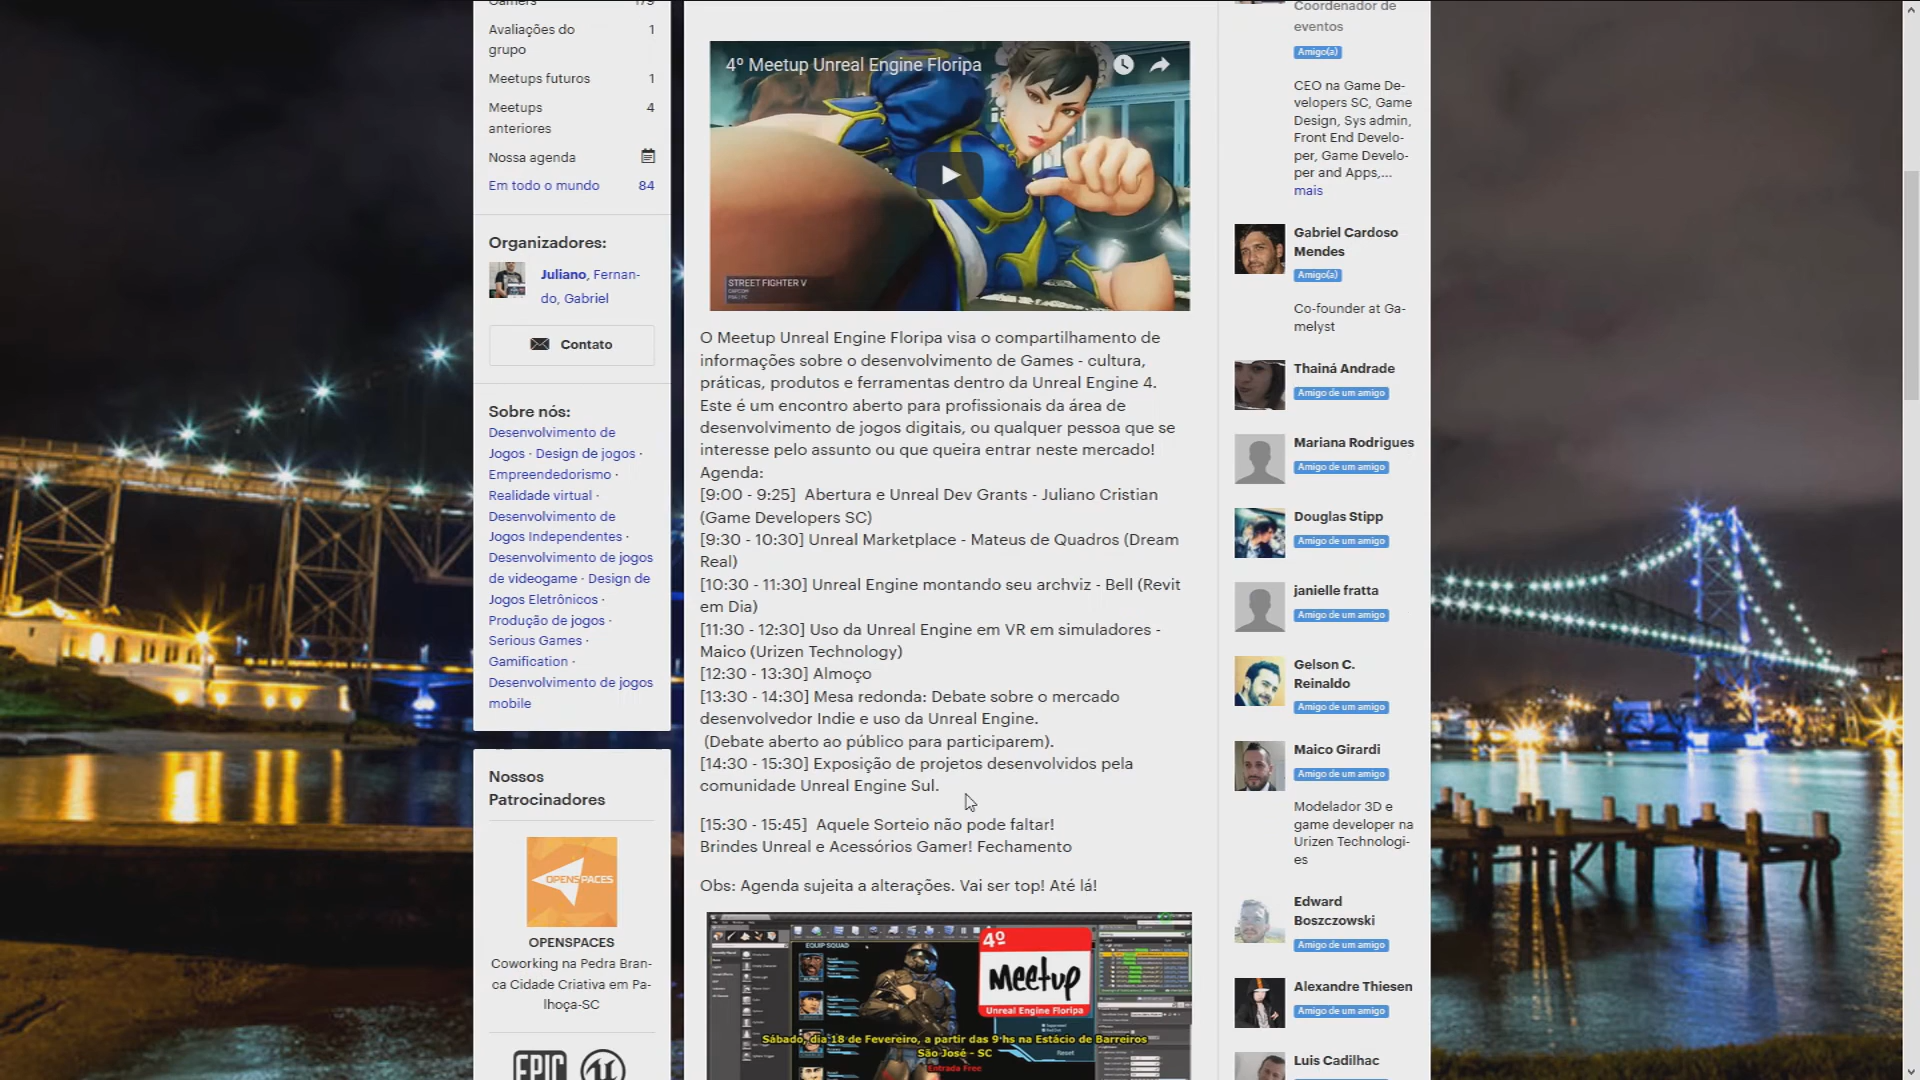 Gamers 179
Avaliações do 1
grupo
Meetups futuros 1
Meetups 4
anteriores
Nossa agenda
Em todo o mundo 84
Organizadores:
Juliano, Fernan-
do, Gabriel
Contato
Sobre nós:
Desenvolvimento de
Jogos · Design de jogos ·
Empreendedorismo ·
Realidade virtual ·
Desenvolvimento de
Jogos Independentes ·
Desenvolvimento de jogos
de videogame · Design de
Jogos Eletrônicos ·
Produção de jogos ·
Serious Games ·
Gamification ·
Desenvolvimento de jogos
mobile
Nossos
Patrocinadores
OPENSPACES
OPENSPACES
Coworking na Pedra Bran-
ca Cidade Criativa em Pa-
lhoça-SC
EPIC
4º Meetup Unreal Engine Floripa
STREET FIGHTER V
CAPCOM
O Meetup Unreal Engine Floripa visa o compartilhamento de
informações sobre o desenvolvimento de Games - cultura,
práticas, produtos e ferramentas dentro da Unreal Engine 4.
Este é um encontro aberto para profissionais da área de
desenvolvimento de jogos digitais, ou qualquer pessoa que se
interesse pelo assunto ou que queira entrar neste mercado!
Agenda:
[9:00 - 9:25]  Abertura e Unreal Dev Grants - Juliano Cristian
(Game Developers SC)
[9:30 - 10:30] Unreal Marketplace - Mateus de Quadros (Dream
Real)
[10:30 - 11:30] Unreal Engine montando seu archviz - Bell (Revit
em Dia)
[11:30 - 12:30] Uso da Unreal Engine em VR em simuladores -
Maico (Urizen Technology)
[12:30 - 13:30] Almoço
[13:30 - 14:30] Mesa redonda: Debate sobre o mercado
desenvolvedor Indie e uso da Unreal Engine.
(Debate aberto ao público para participarem).
[14:30 - 15:30] Exposição de projetos desenvolvidos pela
comunidade Unreal Engine Sul.
[15:30 - 15:45]  Aquele Sorteio não pode faltar!
Brindes Unreal e Acessórios Gamer! Fechamento
Obs: Agenda sujeita a alterações. Vai ser top! Até lá!
EQUIP SQUAD
4º
Meetup
Unreal Engine Floripa
Sábado, dia 18 de Fevereiro, a partir das 9 hs na Estácio de Barreiros
São José - SC
Reset
Entrada Free
Coordenador de
eventos
Amigo(a)
CEO na Game De-
velopers SC, Game
Design, Sys admin,
Front End Develo-
per, Game Develo-
per and Apps,...
mais
Gabriel Cardoso
Mendes
Amigo(a)
Co-founder at Ga-
melyst
Thainá Andrade
Amigo de um amigo
Mariana Rodrigues
Amigo de um amigo
Douglas Stipp
Amigo de um amigo
janielle fratta
Amigo de um amigo
Gelson C.
Reinaldo
Amigo de um amigo
Maico Girardi
Amigo de um amigo
Modelador 3D e
game developer na
Urizen Technologi-
es
Edward
Boszczowski
Amigo de um amigo
Alexandre Thiesen
Amigo de um amigo
Luis Cadilhac